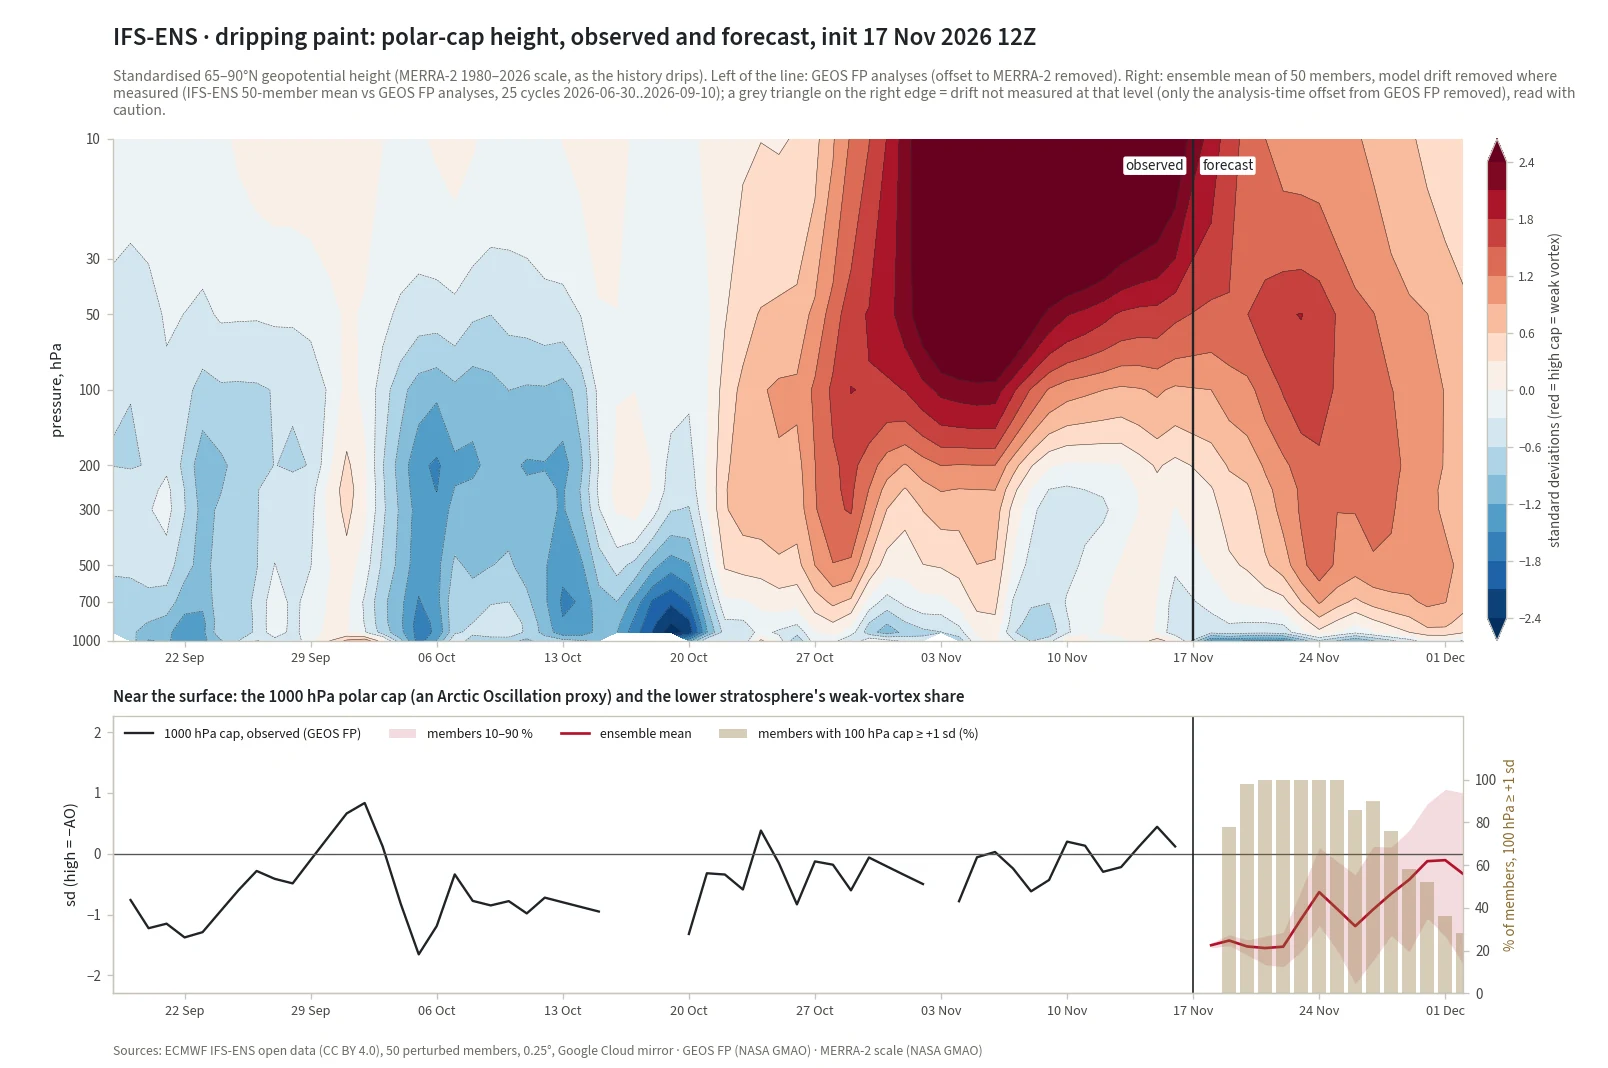 IFS-ENS · dripping paint: polar-cap height, observed and forecast, init 17 Nov 2026 12Z
Standardised 65–90°N geopotential height (MERRA-2 1980–2026 scale, as the history drips). Left of the line: GEOS FP analyses (offset to MERRA-2 removed). Right: ensemble mean of 50 members, model drift removed where
measured (IFS-ENS 50-member mean vs GEOS FP analyses, 25 cycles 2026-06-30..2026-09-10); a grey triangle on the right edge = drift not measured at that level (only the analysis-time offset from GEOS FP removed), read with
caution.
pressure, hPa
10
30
50
100
200
300
500
700
1000
observed
forecast
22 Sep
29 Sep
06 Oct
13 Oct
20 Oct
27 Oct
03 Nov
10 Nov
17 Nov
24 Nov
01 Dec
2.4
1.8
1.2
0.6
0.0
−0.6
−1.2
−1.8
−2.4
standard deviations (red = high cap = weak vortex)
Near the surface: the 1000 hPa polar cap (an Arctic Oscillation proxy) and the lower stratosphere's weak-vortex share
1000 hPa cap, observed (GEOS FP)
members 10–90 %
ensemble mean
members with 100 hPa cap ≥ +1 sd (%)
sd (high = −AO)
2
1
0
−1
−2
100
80
60
40
20
0
% of members, 100 hPa ≥ +1 sd
22 Sep
29 Sep
06 Oct
13 Oct
20 Oct
27 Oct
03 Nov
10 Nov
17 Nov
24 Nov
01 Dec
Sources: ECMWF IFS-ENS open data (CC BY 4.0), 50 perturbed members, 0.25°, Google Cloud mirror · GEOS FP (NASA GMAO) · MERRA-2 scale (NASA GMAO)